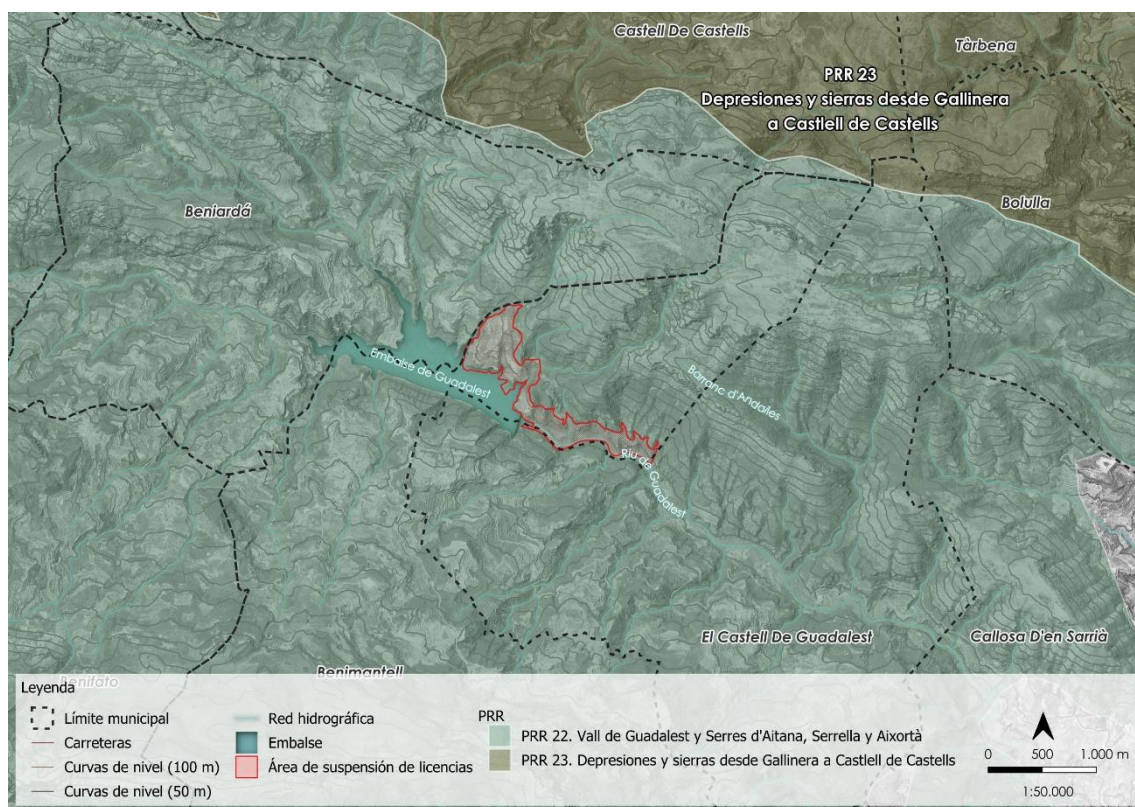 Castell De Castells
Tàrbena
PRR 23
Depresiones y sierras desde Gallinera
a Castlell de Castells
Beniardá
Bolulla
Embalse de Guadalest
Barranc d'Andailes
Riu de Guadalest
El Castell De Guadalest
Callosa D'en Sarrià
Benimantell
Benifato
Leyenda
Límite municipal
Carreteras
Curvas de nivel (100 m)
Curvas de nivel (50 m)
Red hidrográfica
Embalse
Área de suspensión de licencias
PRR
PRR 22. Vall de Guadalest y Serres d'Aitana, Serrella y Aixortà
PRR 23. Depresiones y sierras desde Gallinera a Castlell de Castells
0 500 1.000 m
1:50.000